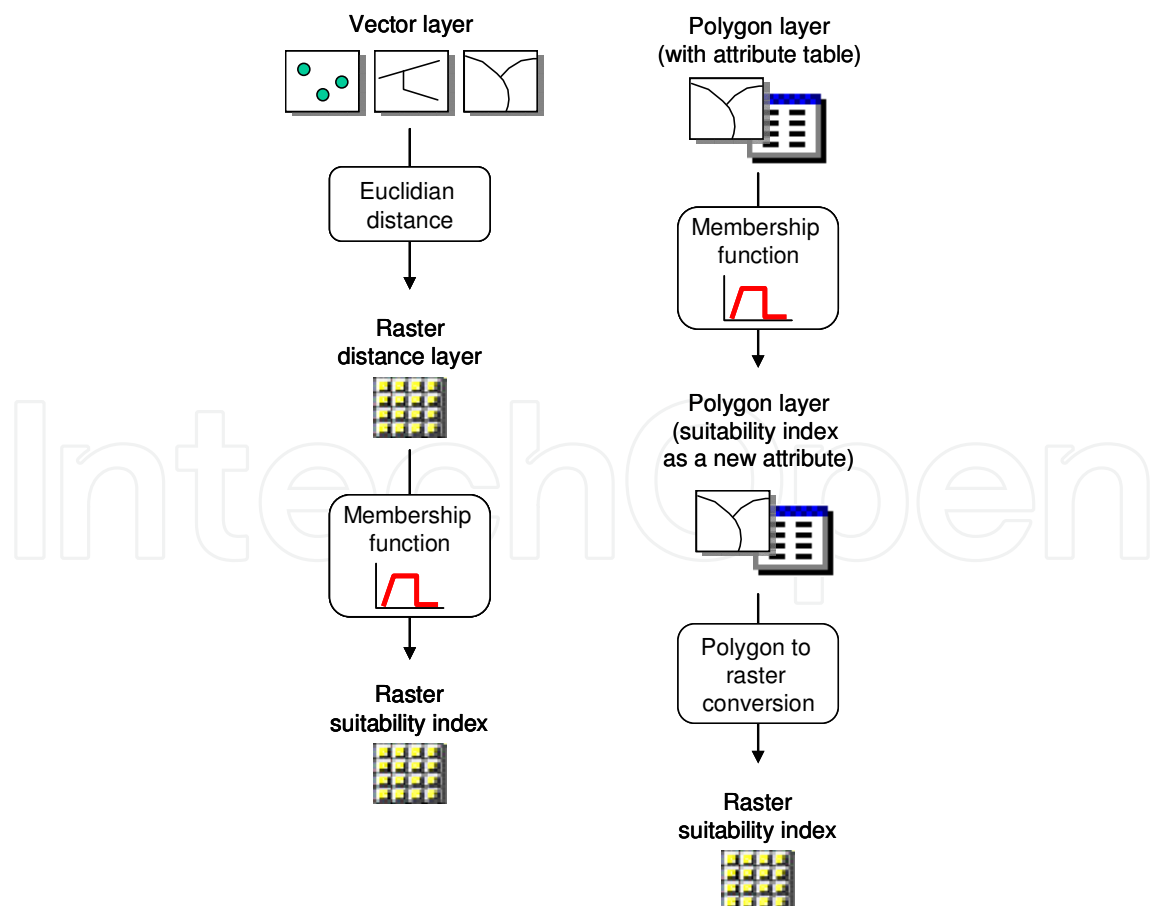 Vector layer
Euclidian
distance
Raster
distance layer
Membership
function
Raster
suitability index
Polygon layer
(with attribute table)
Membership
function
Polygon layer
(suitability index
as a new attribute)
Polygon to
raster
conversion
Raster
suitability index
IntechOpen